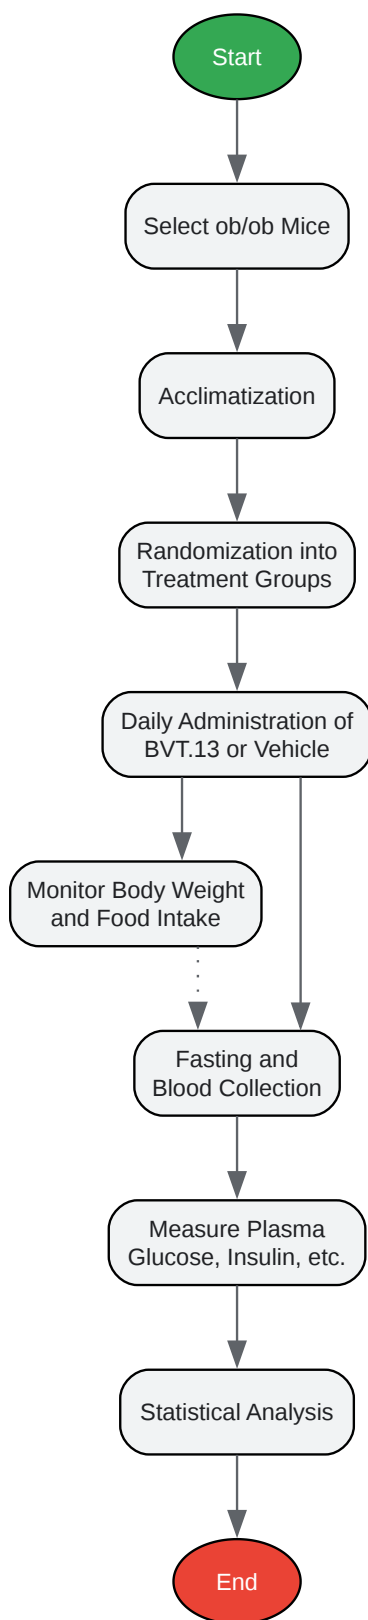 Start
Select ob/ob Mice
Acclimatization
Randomization into
Treatment Groups
Daily Administration of
BVT.13 or Vehicle
Monitor Body Weight
and Food Intake
Fasting and
Blood Collection
Measure Plasma
Glucose, Insulin, etc.
Statistical Analysis
End